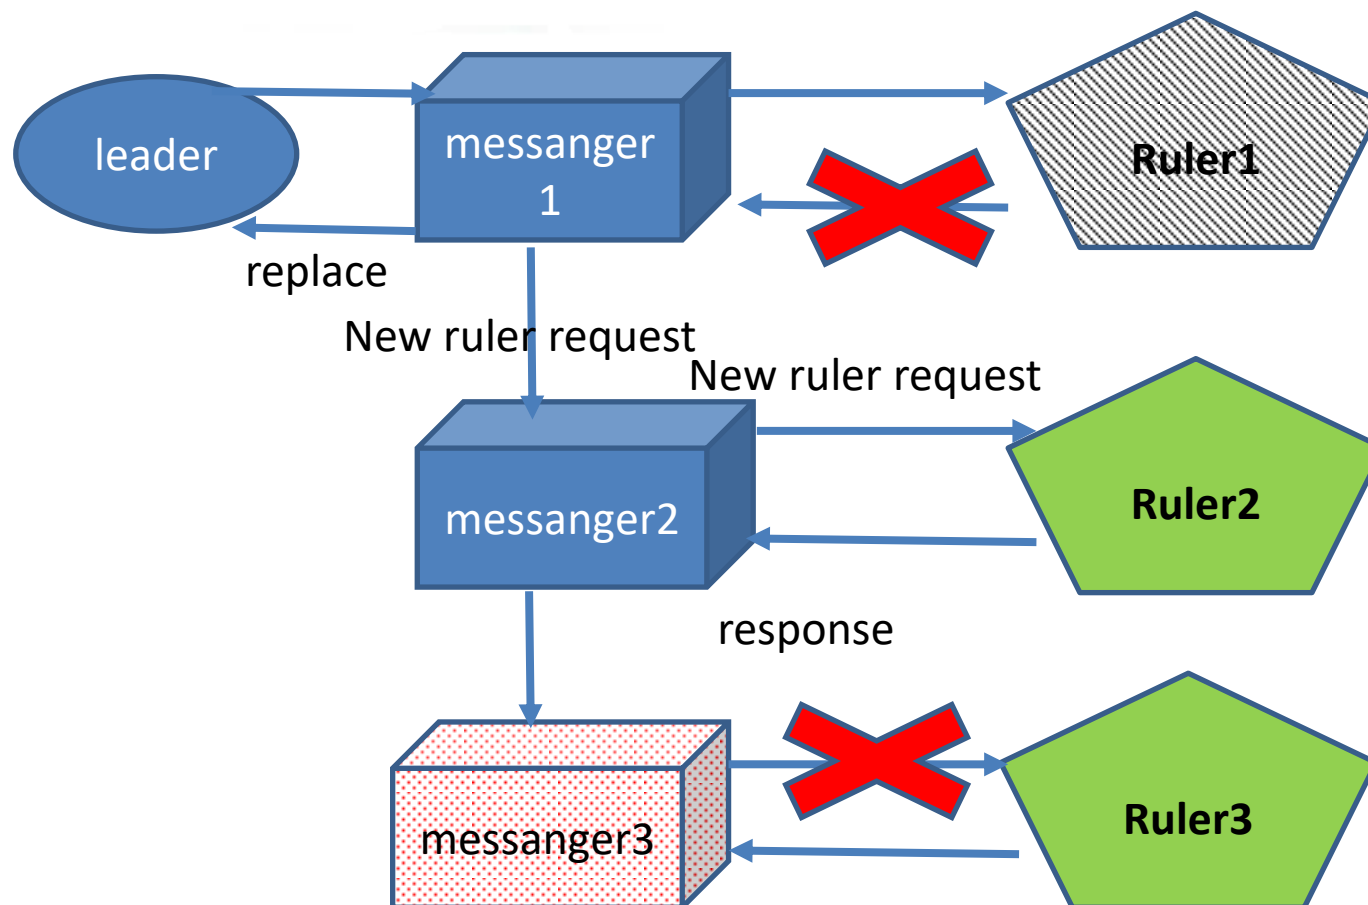 leader
messanger
1
Ruler1
replace
New ruler request
New ruler request
messanger2
Ruler2
response
messanger3
Ruler3